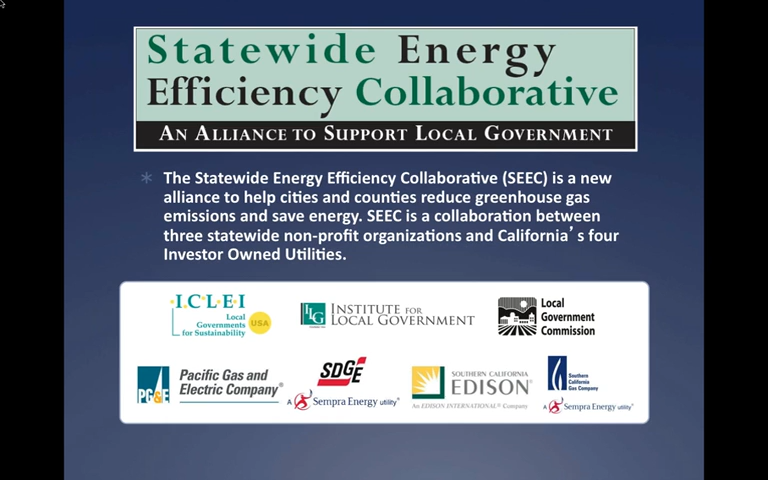 Statewide Energy
Efficiency Collaborative
AN ALLIANCE TO SUPPORT LOCAL GOVERNMENT
The Statewide Energy Efficiency Collaborative (SEEC) is a new
alliance to help cities and counties reduce greenhouse gas
emissions and save energy. SEEC is a collaboration between
three statewide non-profit organizations and California's four
Investor Owned Utilities.
I.C.L.E.I
Local
Governments
for Sustainability
USA
ILG
INSTITUTE FOR
LOCAL GOVERNMENT
Local
Government
Commission
PG&E
Pacific Gas and
Electric Company®
SDGE
A Sempra Energy utility®
SOUTHERN CALIFORNIA
EDISON®
An EDISON INTERNATIONAL® Company
Southern
California
Gas Company
A Sempra Energy utility®